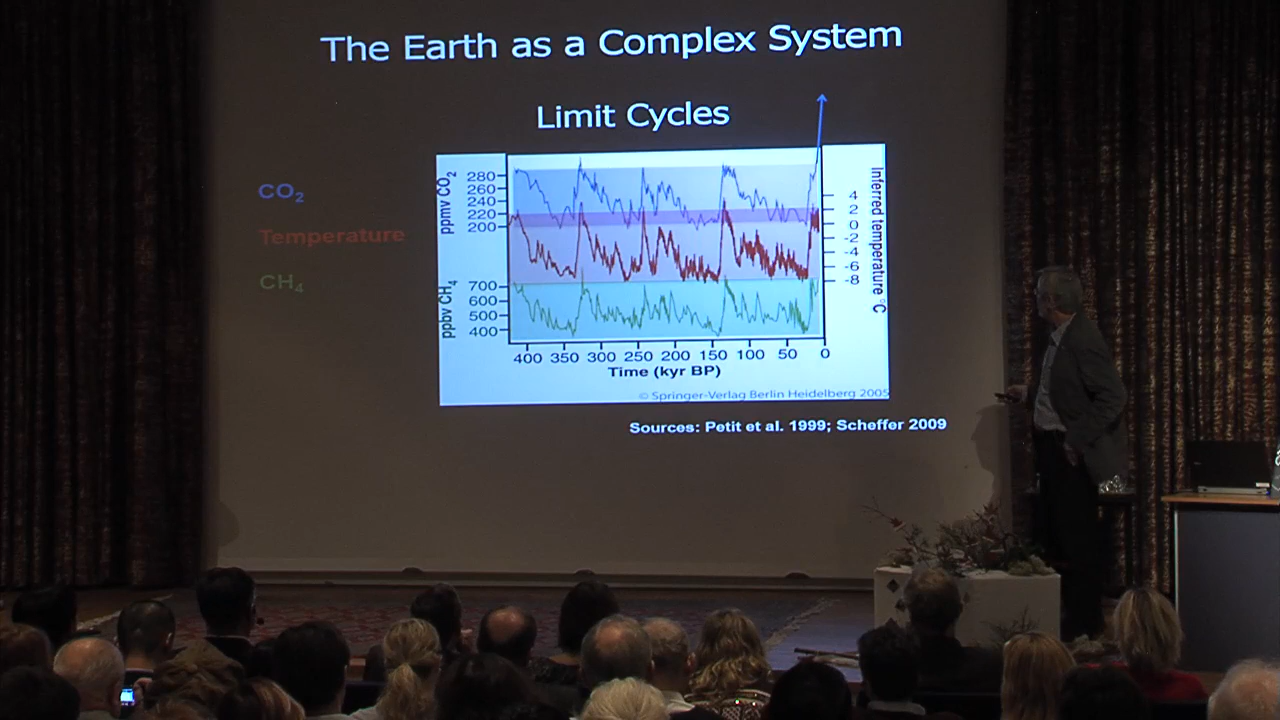 The Earth as a Complex System
Limit Cycles
CO₂
Temperature
CH₄
ppmv CO₂
280
260
240
220
200
ppbv CH₄
700
600
500
400
Inferred temperature °C
4
2
0
-2
-4
-6
-8
400 350 300 250 200 150 100 50 0
Time (kyr BP)
© Springer-Verlag Berlin Heidelberg 2005
Sources: Petit et al. 1999; Scheffer 2009